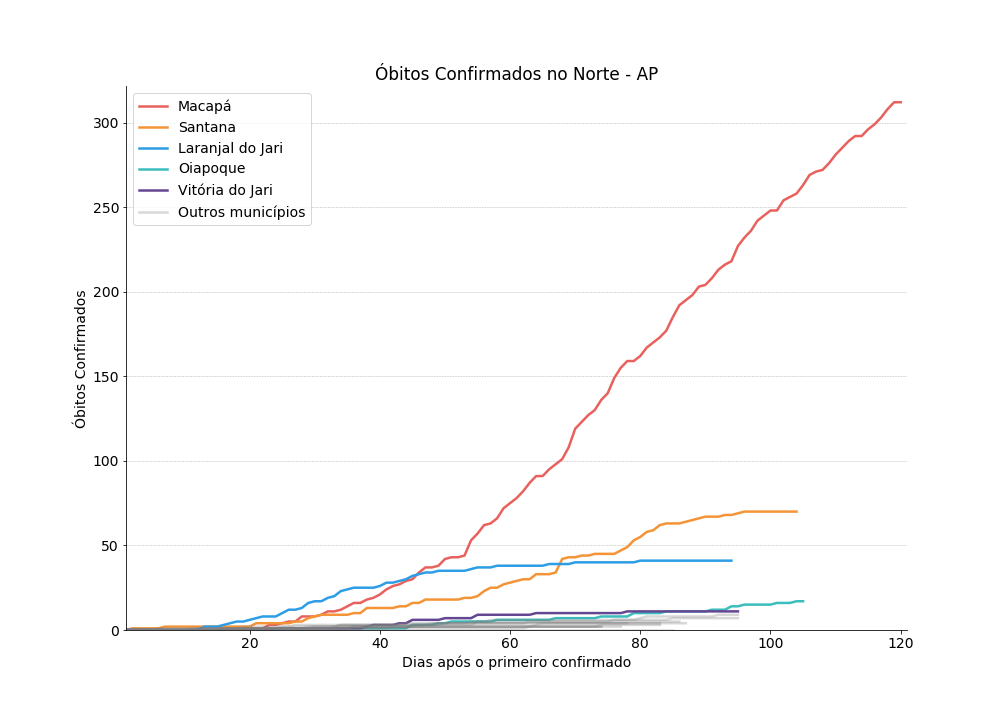 Óbitos Confirmados no Norte - AP
Macapá
Santana
Laranjal do Jari
Oiapoque
Vitória do Jari
Outros municípios
Óbitos Confirmados
300
250
200
150
100
50
0
20
40
60
80
100
120
Dias após o primeiro confirmado